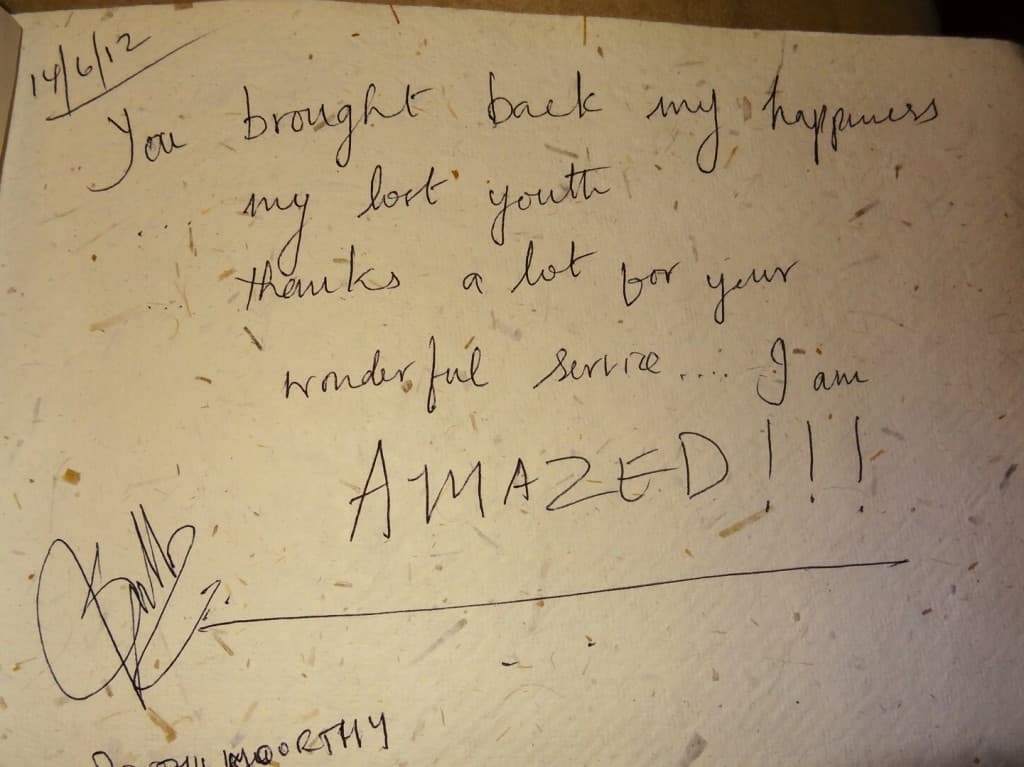 14/6/12
You brought back my happiness
... my lost youth
... thanks a lot for your
wonderful service.... I am
AMAZED!!!
MOORTHY